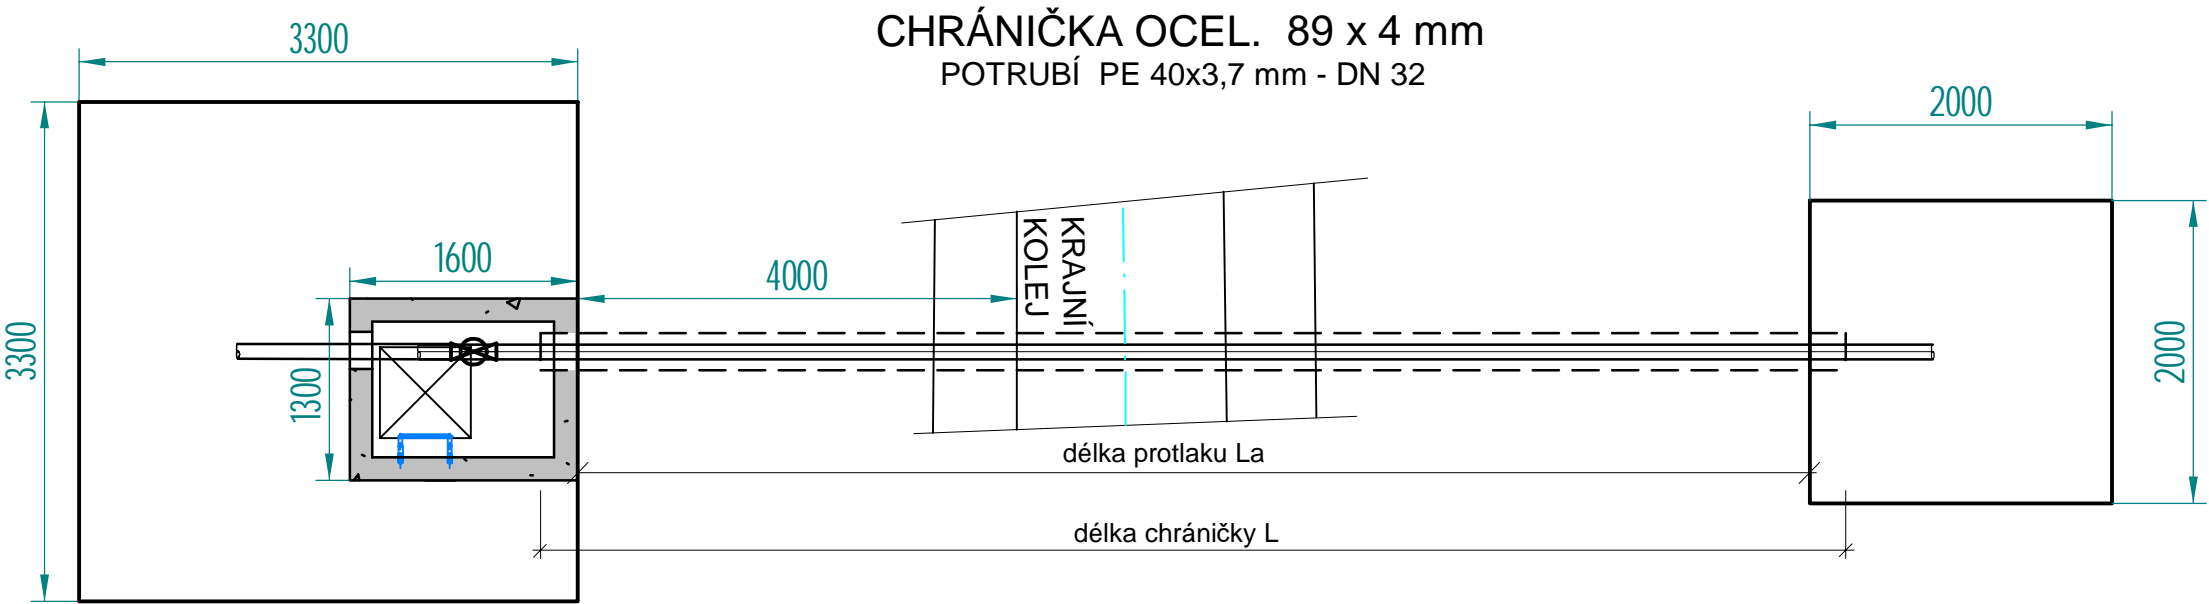 CHRÁNIČKA OCEL. 89 x 4 mm
POTRUBÍ PE 40x3,7 mm - DN 32
3300
2000
3300
1600
4000
KRAJNÍ
KOLEJ
1300
2000
délka protlaku La
délka chráničky L